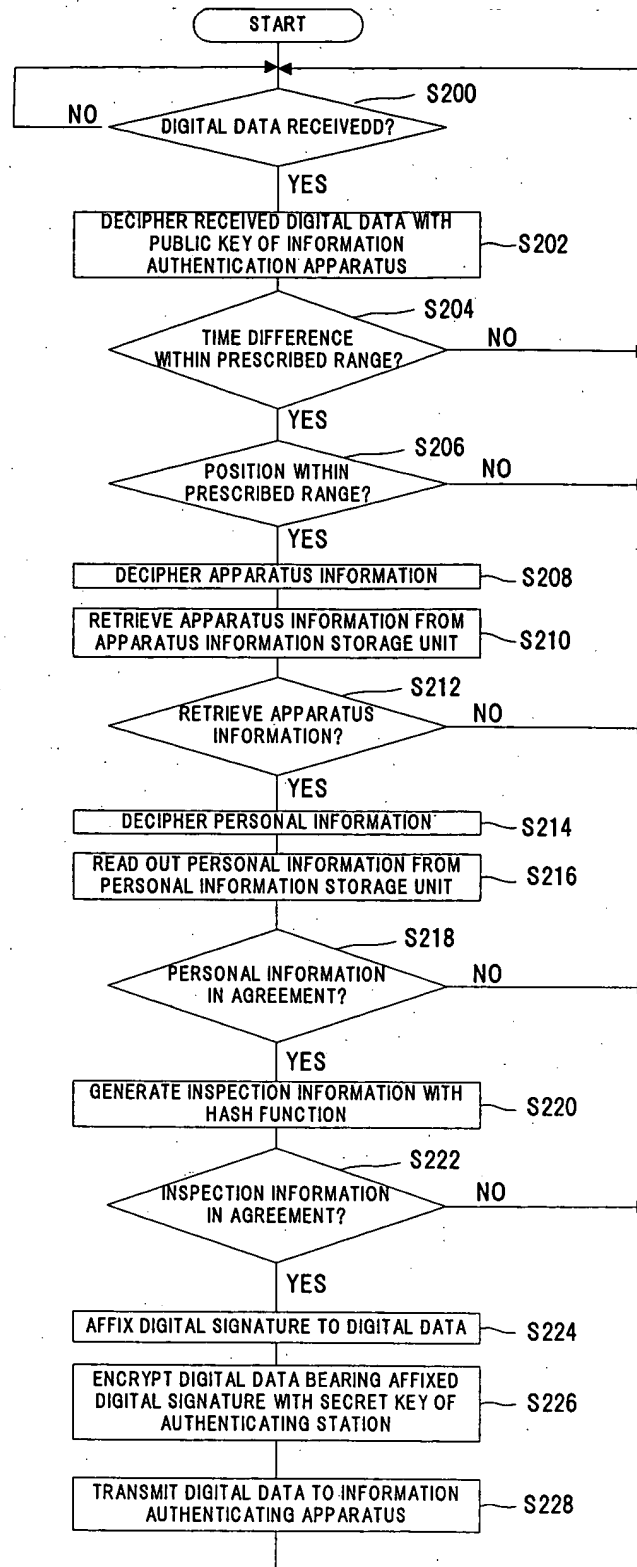 START
S200
NO
DIGITAL DATA RECEIVEDD?
YES
DECIPHER RECEIVED DIGITAL DATA WITH
PUBLIC KEY OF INFORMATION
AUTHENTICATION APPARATUS
S202
S204
TIME DIFFERENCE
WITHIN PRESCRIBED RANGE?
NO
YES
S206
POSITION WITHIN
PRESCRIBED RANGE?
NO
YES
DECIPHER APPARATUS INFORMATION
S208
RETRIEVE APPARATUS INFORMATION FROM
APPARATUS INFORMATION STORAGE UNIT
S210
S212
RETRIEVE APPARATUS
INFORMATION?
NO
YES
DECIPHER PERSONAL INFORMATION
S214
READ OUT PERSONAL INFORMATION FROM
PERSONAL INFORMATION STORAGE UNIT
S216
S218
PERSONAL INFORMATION
IN AGREEMENT?
NO
YES
GENERATE INSPECTION INFORMATION WITH
HASH FUNCTION
S220
S222
INSPECTION INFORMATION
IN AGREEMENT?
NO
YES
AFFIX DIGITAL SIGNATURE TO DIGITAL DATA
S224
ENCRYPT DIGITAL DATA BEARING AFFIXED
DIGITAL SIGNATURE WITH SECRET KEY OF
AUTHENTICATING STATION
S226
TRANSMIT DIGITAL DATA TO INFORMATION
AUTHENTICATING APPARATUS
S228